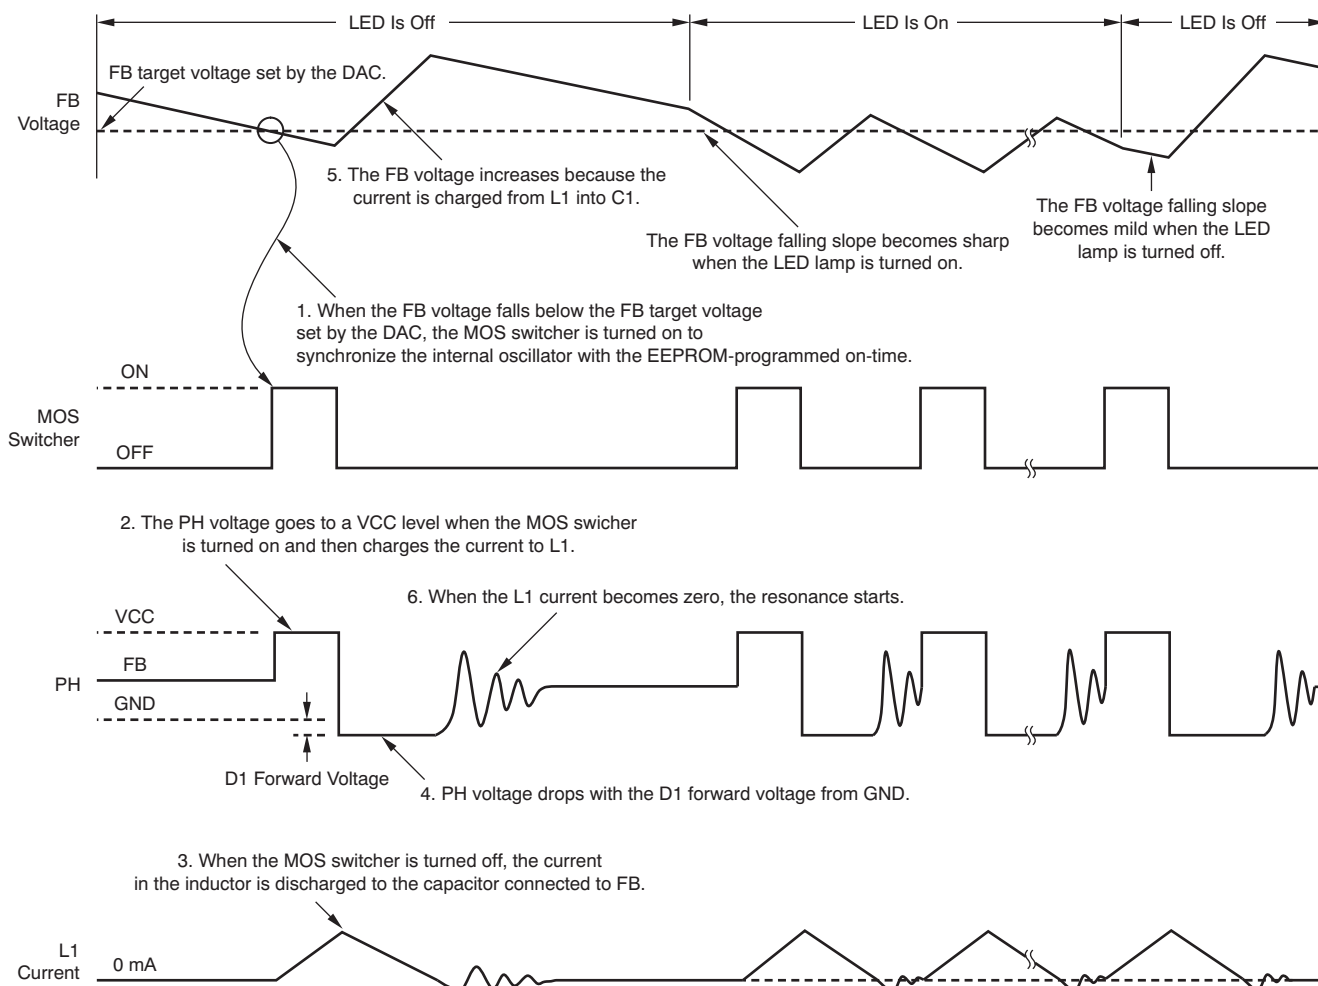 LED Is Off
LED Is On
LED Is Off
FB target voltage set by the DAC.
FB
Voltage
5. The FB voltage increases because the
current is charged from L1 into C1.
The FB voltage falling slope becomes sharp
when the LED lamp is turned on.
The FB voltage falling slope
becomes mild when the LED
lamp is turned off.
1. When the FB voltage falls below the FB target voltage
set by the DAC, the MOS switcher is turned on to
synchronize the internal oscillator with the EEPROM-programmed on-time.
ON
MOS
Switcher
OFF
2. The PH voltage goes to a VCC level when the MOS swicher
is turned on and then charges the current to L1.
6. When the L1 current becomes zero, the resonance starts.
VCC
FB
PH
GND
D1 Forward Voltage
4. PH voltage drops with the D1 forward voltage from GND.
3. When the MOS switcher is turned off, the current
in the inductor is discharged to the capacitor connected to FB.
L1
Current
0 mA